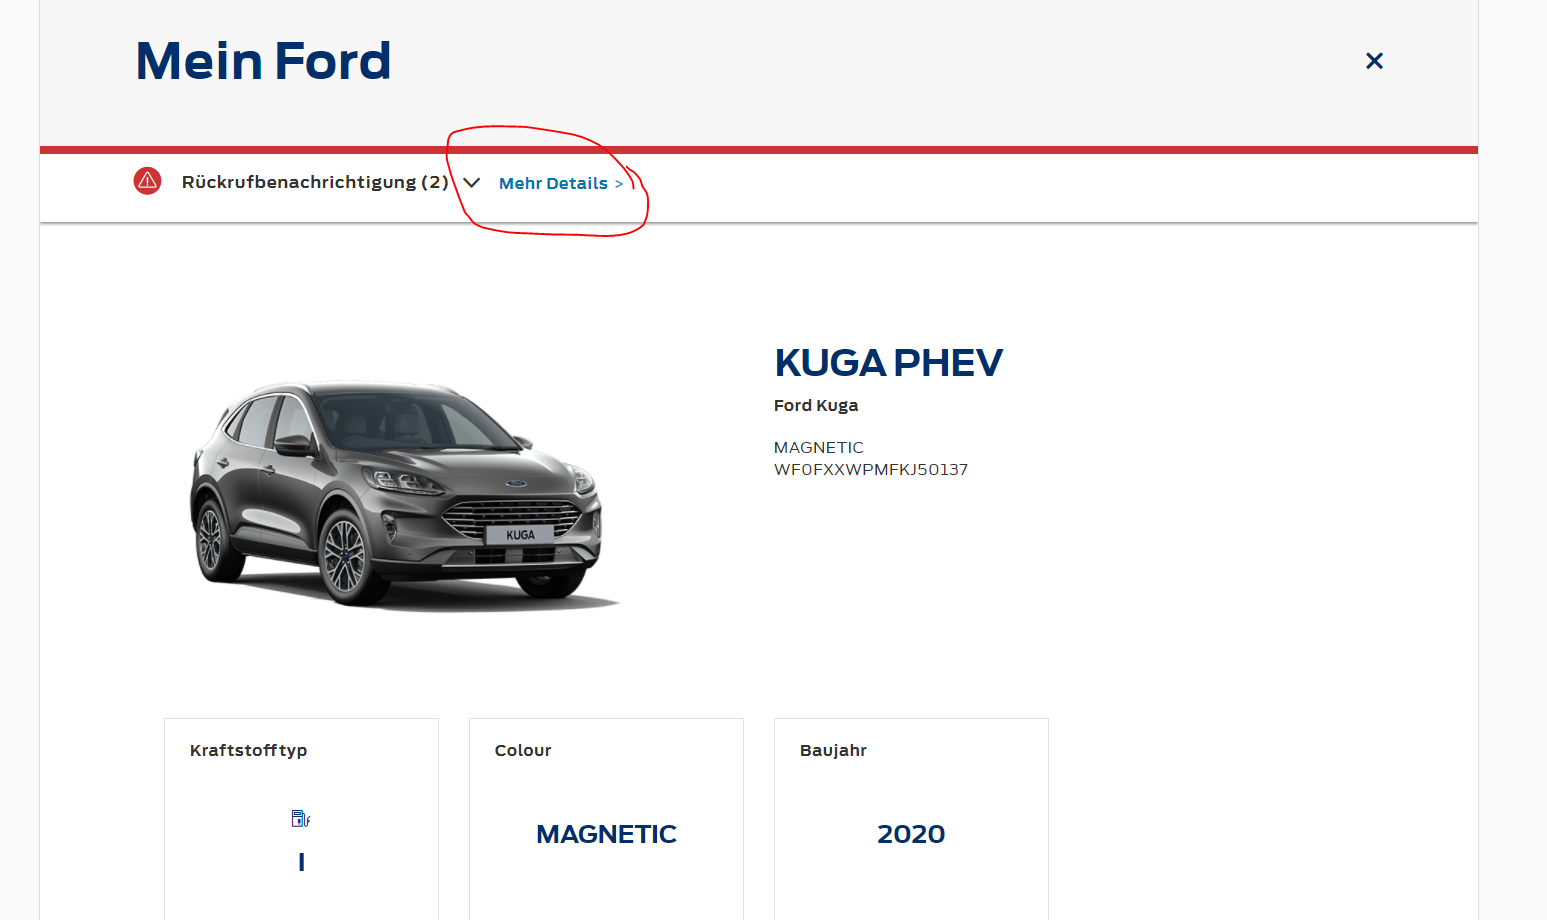 Mein Ford
Rückrufbenachrichtigung (2) Mehr Details >
KUGA PHEV
Ford Kuga
MAGNETIC
WF0FXXWPMFKJ50137
KUGA
Kraftstofftyp
Colour
Baujahr
MAGNETIC
2020
I